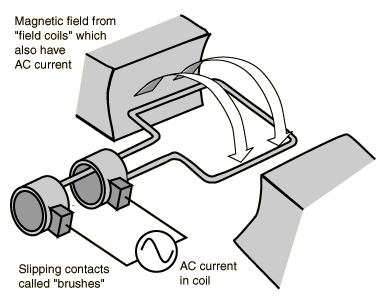 Magnetic field from
"field coils" which
also have
AC current
Slipping contacts
called "brushes"
AC current
in coil